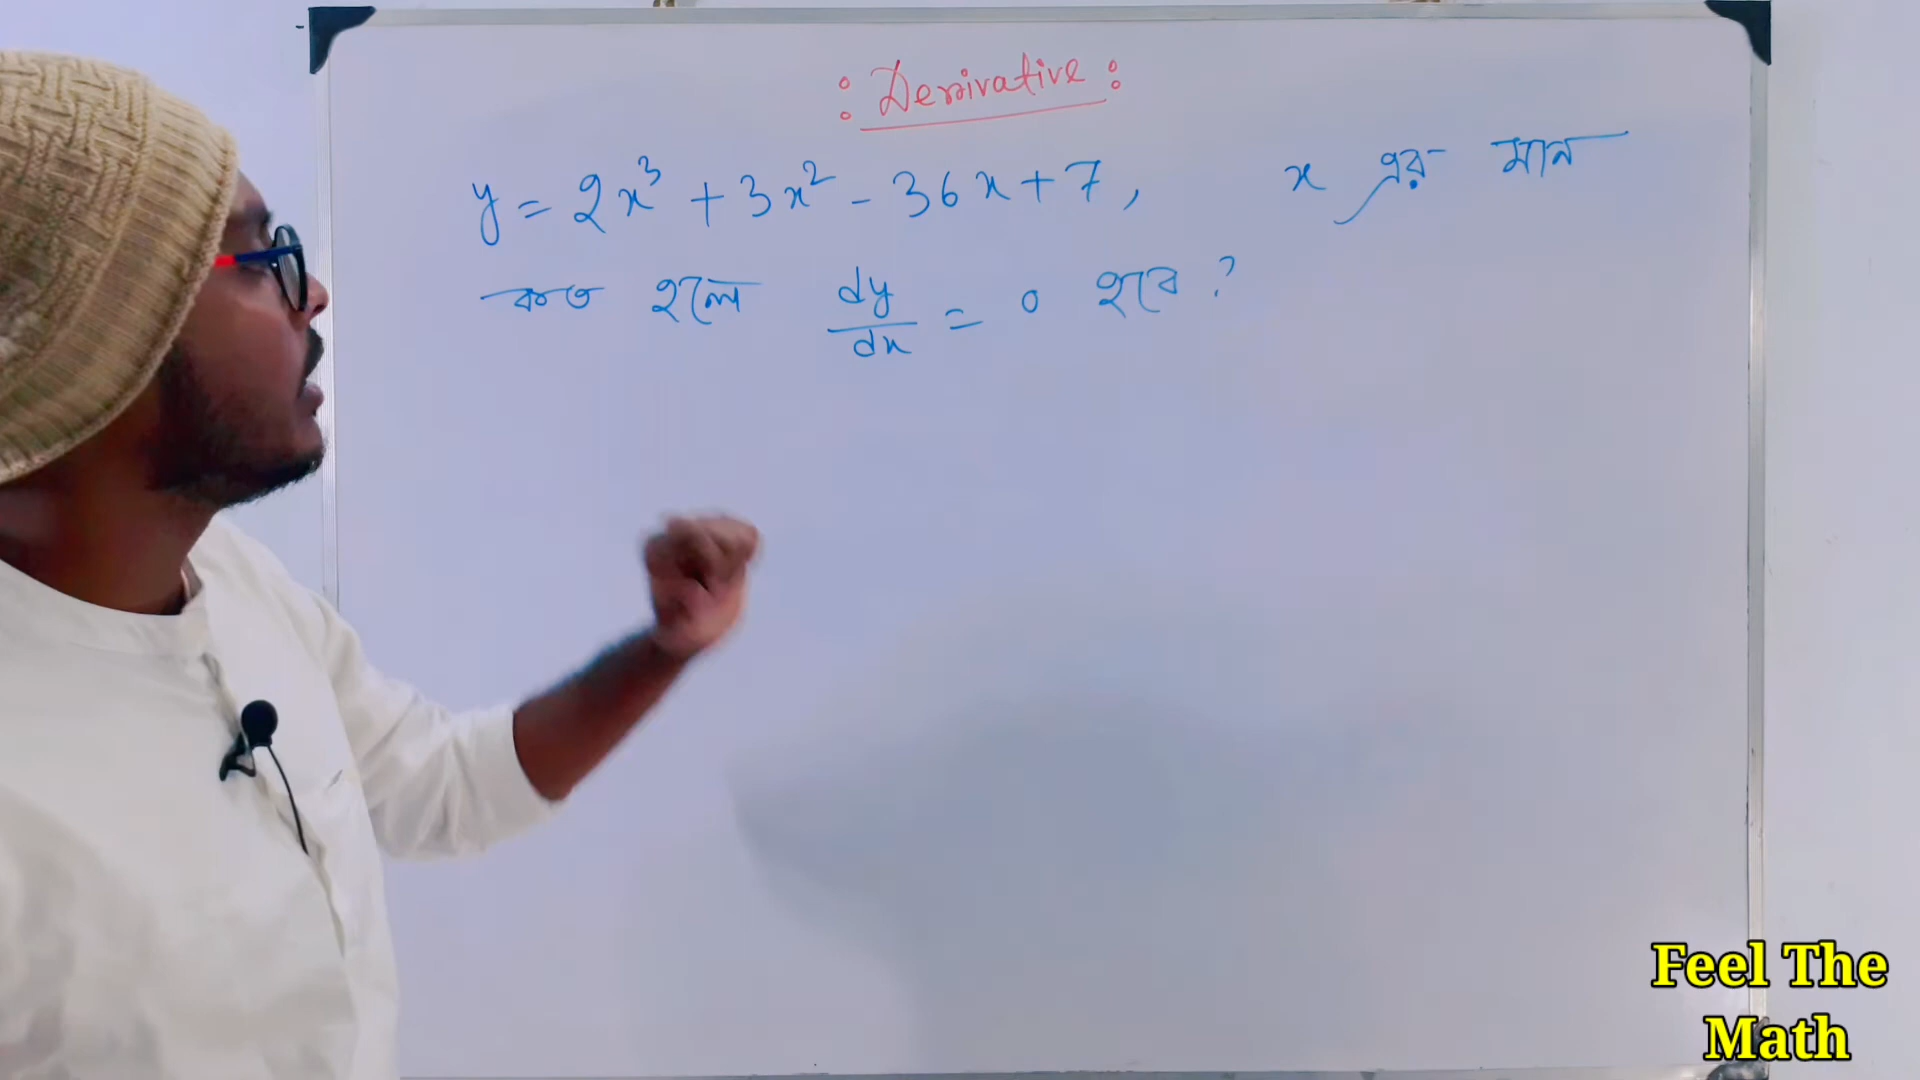 : Derivative :
y = 2x³ + 3x² - 36x + 7, x এর মান
কত হলে dy/dx = 0 হবে ?
Feel The
Math